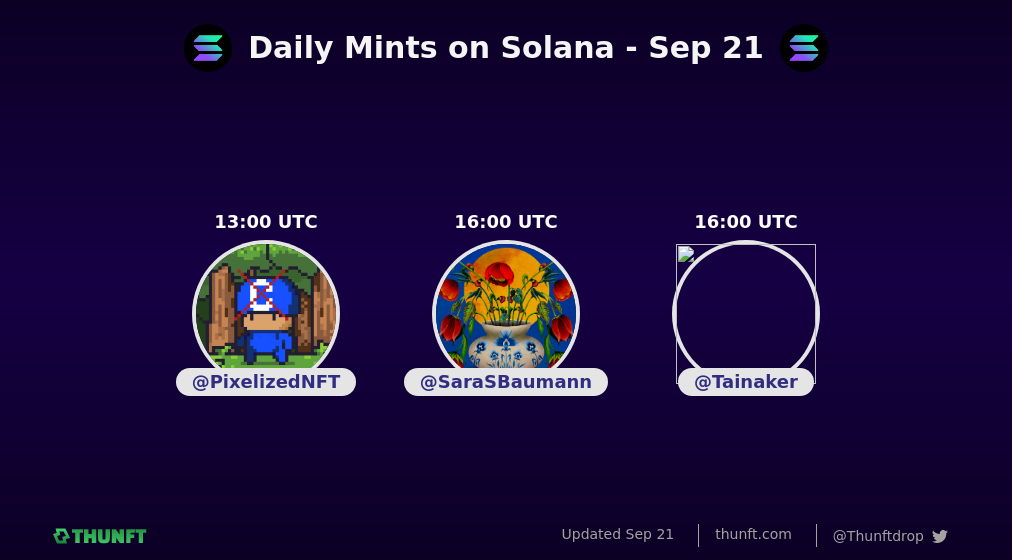 Daily Mints on Solana - Sep 21
13:00 UTC
16:00 UTC
16:00 UTC
@PixelizedNFT
@SaraSBaumann
@Tainaker
THUNFT
Updated Sep 21
thunft.com
@Thunftdrop